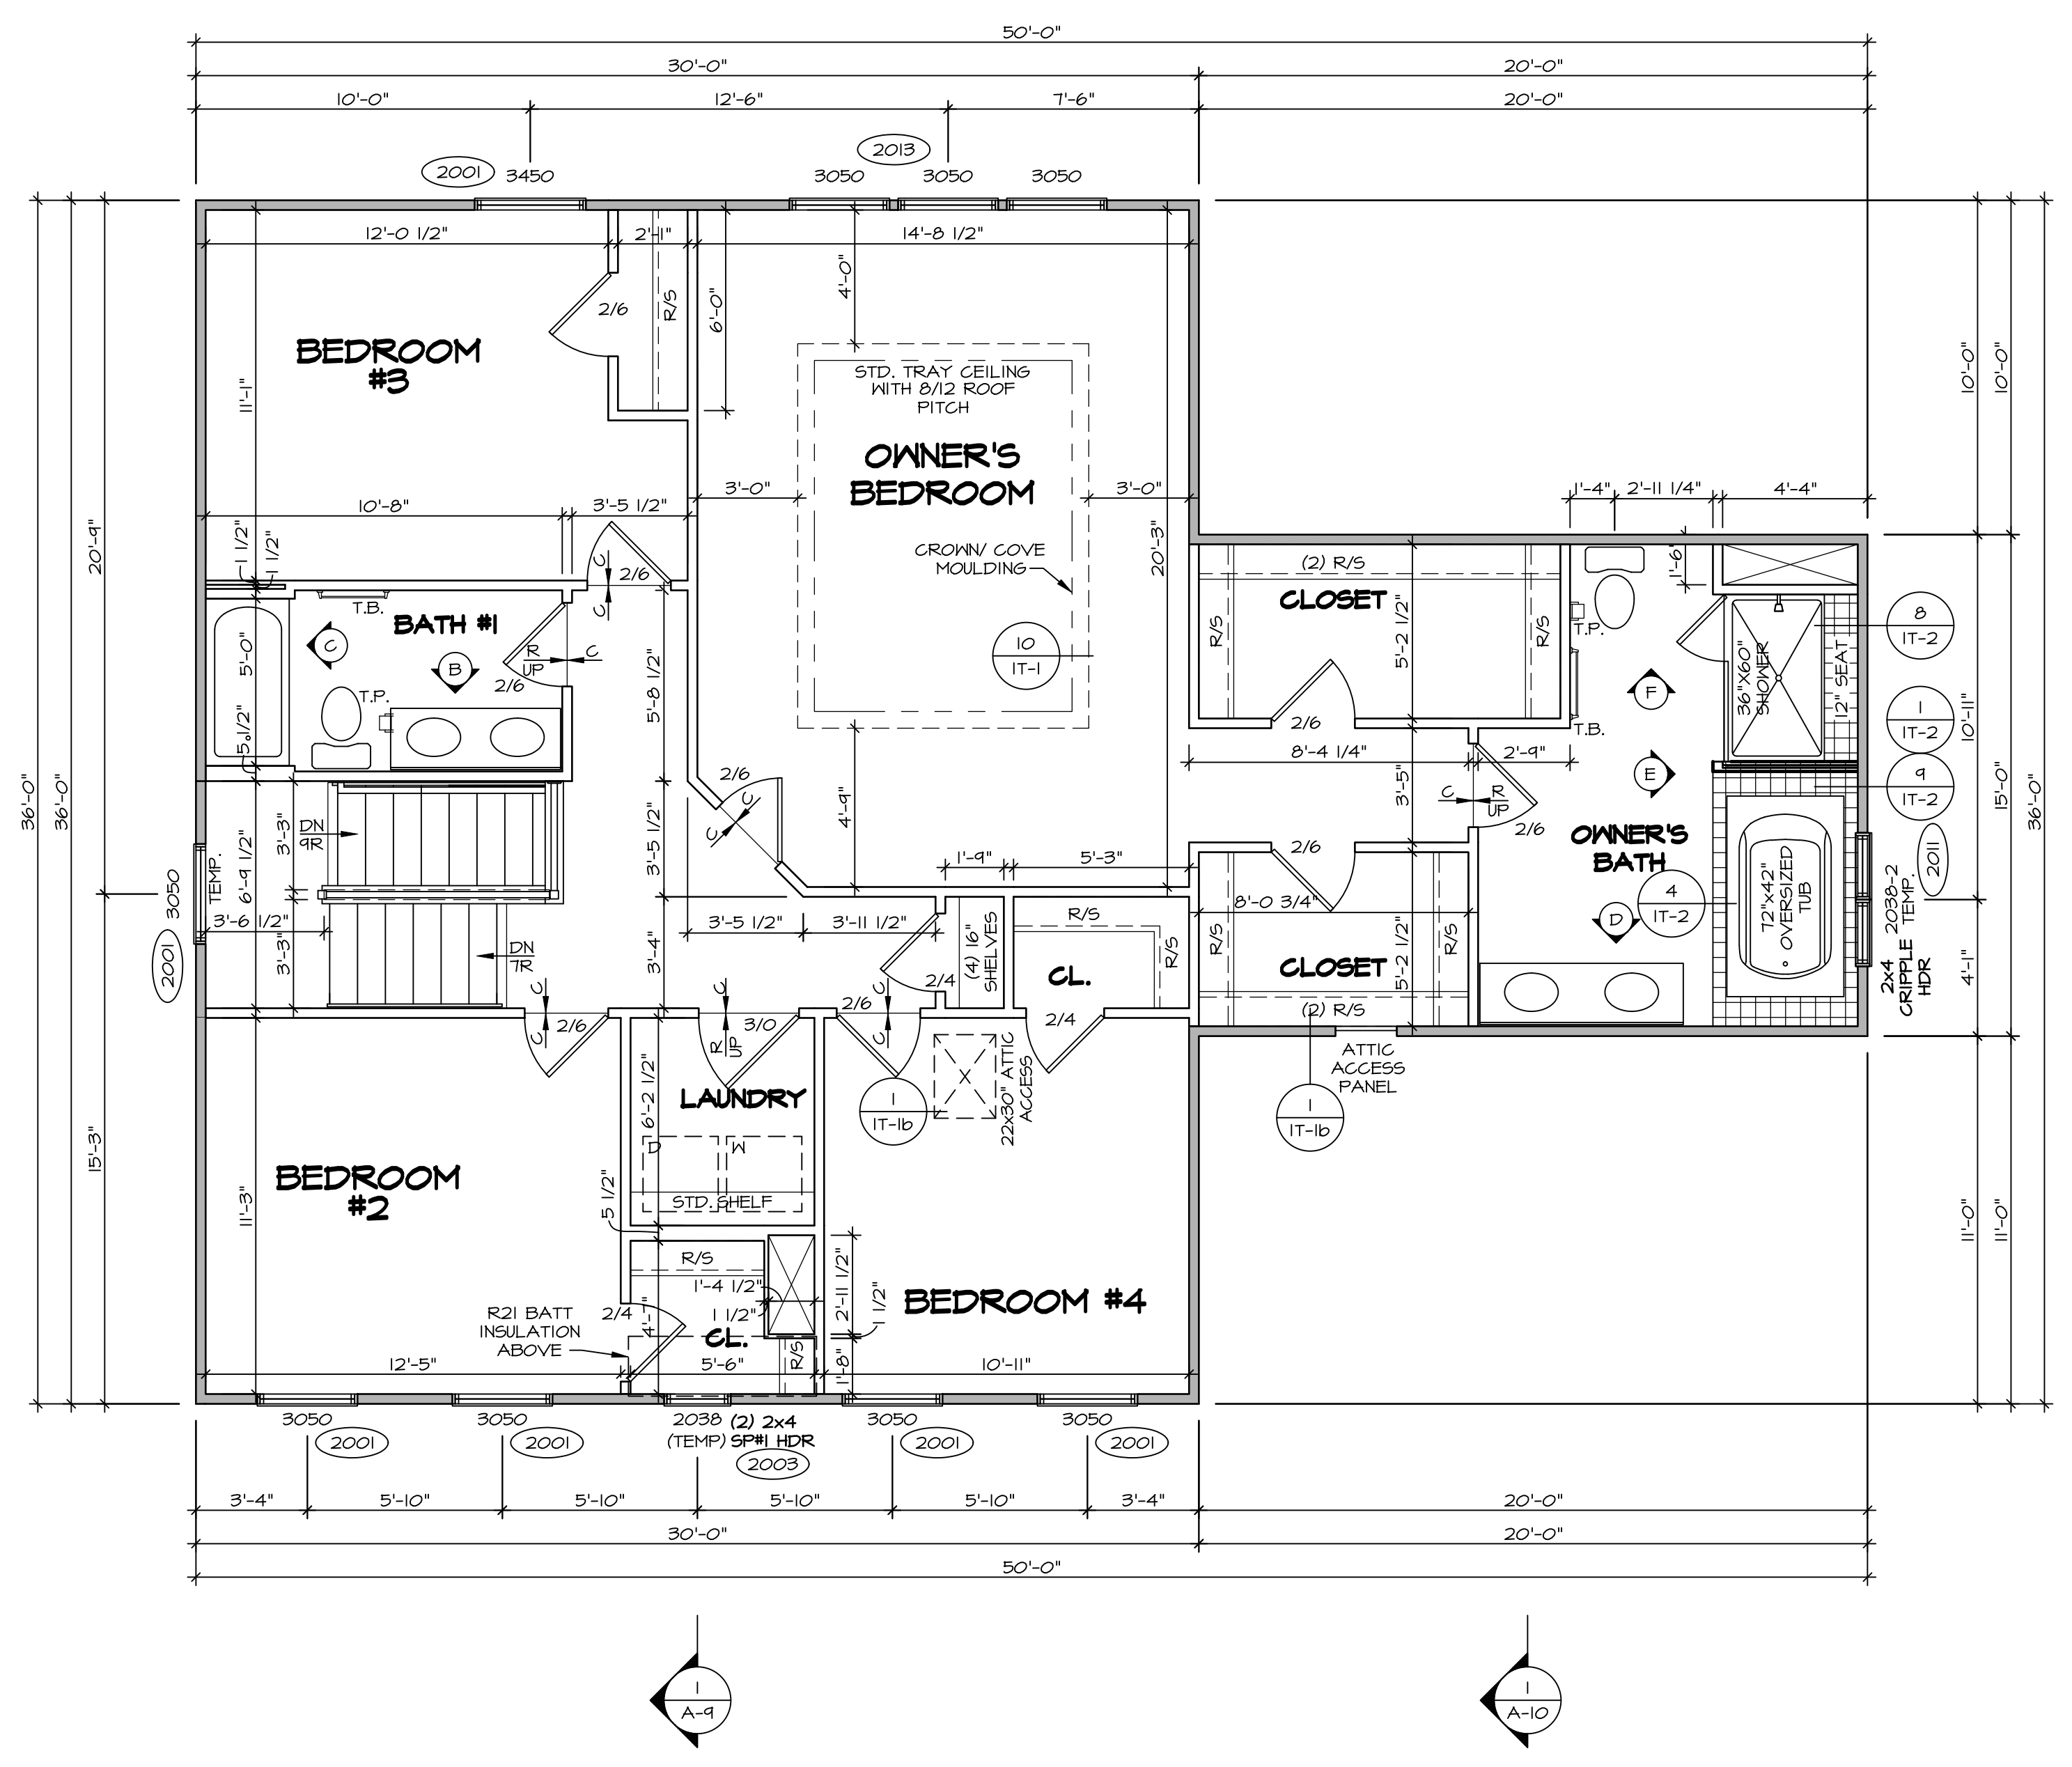 50'-0"
30'-0"
20'-0"
10'-0"
12'-6"
7'-6"
20'-0"
2001
3450
2013
3050
3050
3050
12'-0 1/2"
2'-1"
14'-8 1/2"
2/6
R/S
6'-0"
4'-0"
BEDROOM
#3
11'-1"
STD. TRAY CEILING
WITH 8/12 ROOF
PITCH
OWNER'S
BEDROOM
3'-0"
3'-0"
10'-8"
3'-5 1/2"
20'-3"
CROWN/ COVE
MOULDING
10
IT-1
10'-0"
10'-0"
1'-4"
2'-11 1/4"
4'-4"
1'-6"
20'-9"
36'-0"
36'-0"
1 1/2"
1 1/2"
2/6
C
C
T.B.
BATH #1
C
B
R
UP
C
2/6
T.P.
5'-0"
5 1/2"
5'-8 1/2"
(2) R/S
CLOSET
R/S
R/S
5'-2 1/2"
2/6
T.P.
T.B.
F
E
D
36"X60"
SHOWER
12" SEAT
8
IT-2
1
IT-2
9
IT-2
10'-11"
15'-0"
36'-0"
8'-4 1/4"
2'-9"
3'-5"
C
R
UP
2/6
OWNER'S
BATH
4
IT-2
72"x42"
OVERSIZED
TUB
2011
2038-2
TEMP.
2x4
CRIPPLE
HDR
4'-1"
2/6
C
C
4'-9"
3'-5 1/2"
DN
9R
3'-3"
6'-9 1/2"
TEMP.
3050
2001
3'-6 1/2"
3'-3"
DN
7R
3'-5 1/2"
3'-11 1/2"
3'-4"
1'-9"
5'-3"
2/4
(4) 16"
SHELVES
R/S
R/S
CL.
2/4
2/6
8'-0 3/4"
R/S
R/S
CLOSET
5'-2 1/2"
(2) R/S
ATTIC
ACCESS
PANEL
1
IT-1b
C
C
2/6
C
R
UP
3/0
2/6
C
C
LAUNDRY
6'-2 1/2"
D
W
STD. SHELF
5 1/2"
1
IT-1b
22x30" ATTIC
ACCESS
BEDROOM
#2
11'-3"
15'-3"
11'-0"
11'-0"
R/S
1'-4 1/2"
1 1/2"
2'-11 1/2"
1 1/2"
BEDROOM #4
R21 BATT
INSULATION
ABOVE
2/4
4'-7"
CL.
R/S
1'-8"
12'-5"
5'-6"
10'-11"
3050
2001
3050
2001
2038
(TEMP)
(2) 2x4
SP#1 HDR
2003
3050
2001
3050
2001
3'-4"
5'-10"
5'-10"
5'-10"
5'-10"
3'-4"
20'-0"
30'-0"
20'-0"
50'-0"
1
A-9
1
A-10